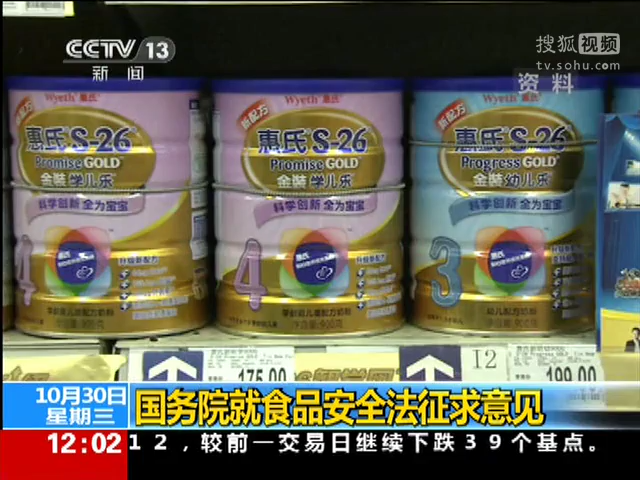 CCTV 13
新闻
搜狐视频
tv.sohu.com
资料
Wyeth 惠氏
新配方
惠氏 S-26
Promise GOLD
金装 学儿乐
科学创新 全为宝宝
4
Wyeth 惠氏
新配方
惠氏 S-26
Promise GOLD
金装 学儿乐
科学创新 全为宝宝
4
Wyeth 惠氏
新配方
惠氏 S-26
Progress GOLD
金装 幼儿乐
科学创新 全为宝宝
3
175.00
I2
199.00
10月30日
星期三
国务院就食品安全法征求意见
12:02
12，较前一交易日继续下跌39个基点。